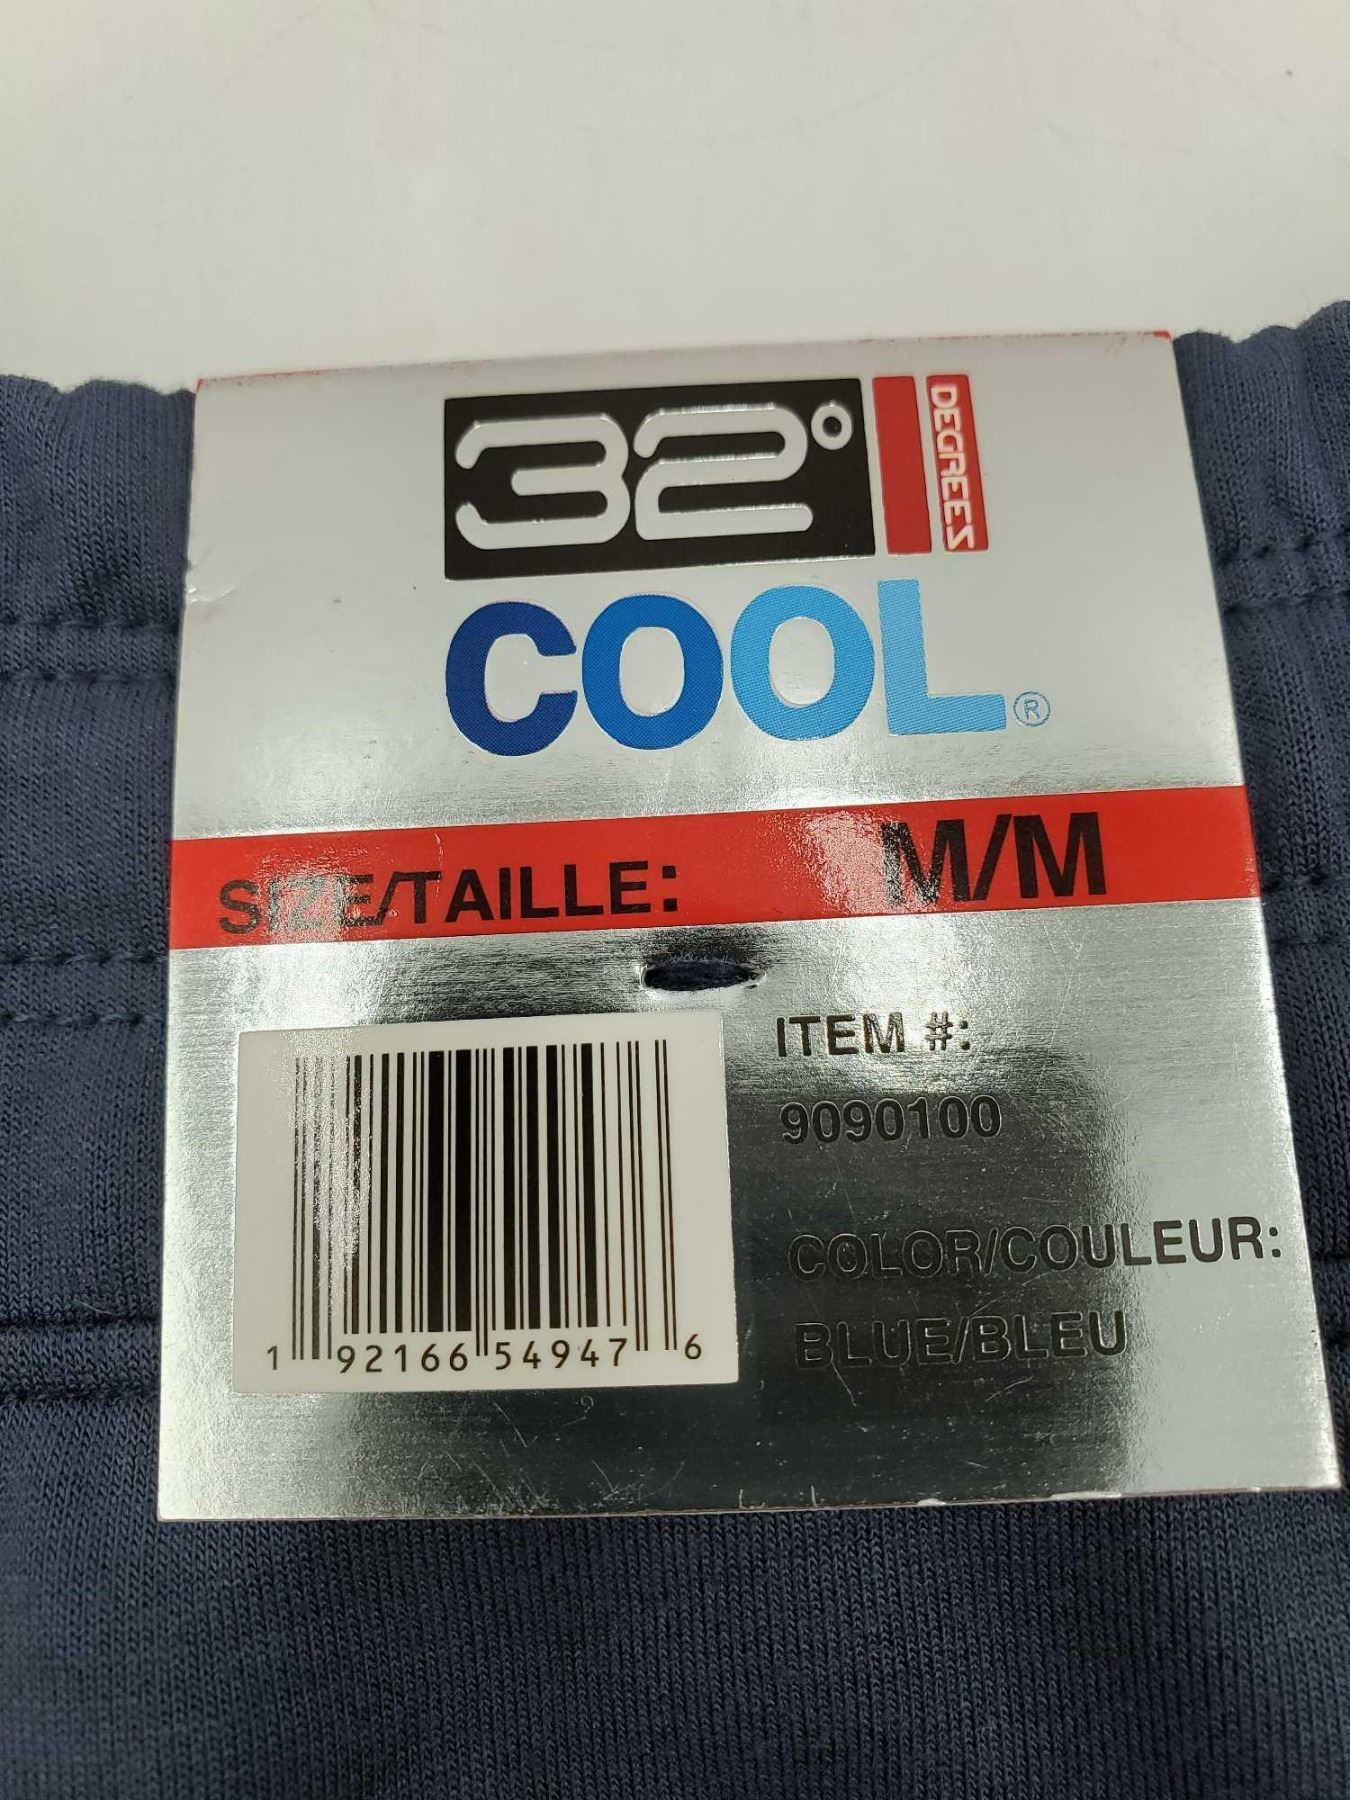 32° DEGREES
COOL®
SIZE/TAILLE: M/M
ITEM #:
9090100
COLOR/COULEUR:
BLUE/BLEU
1 92166 54947 6